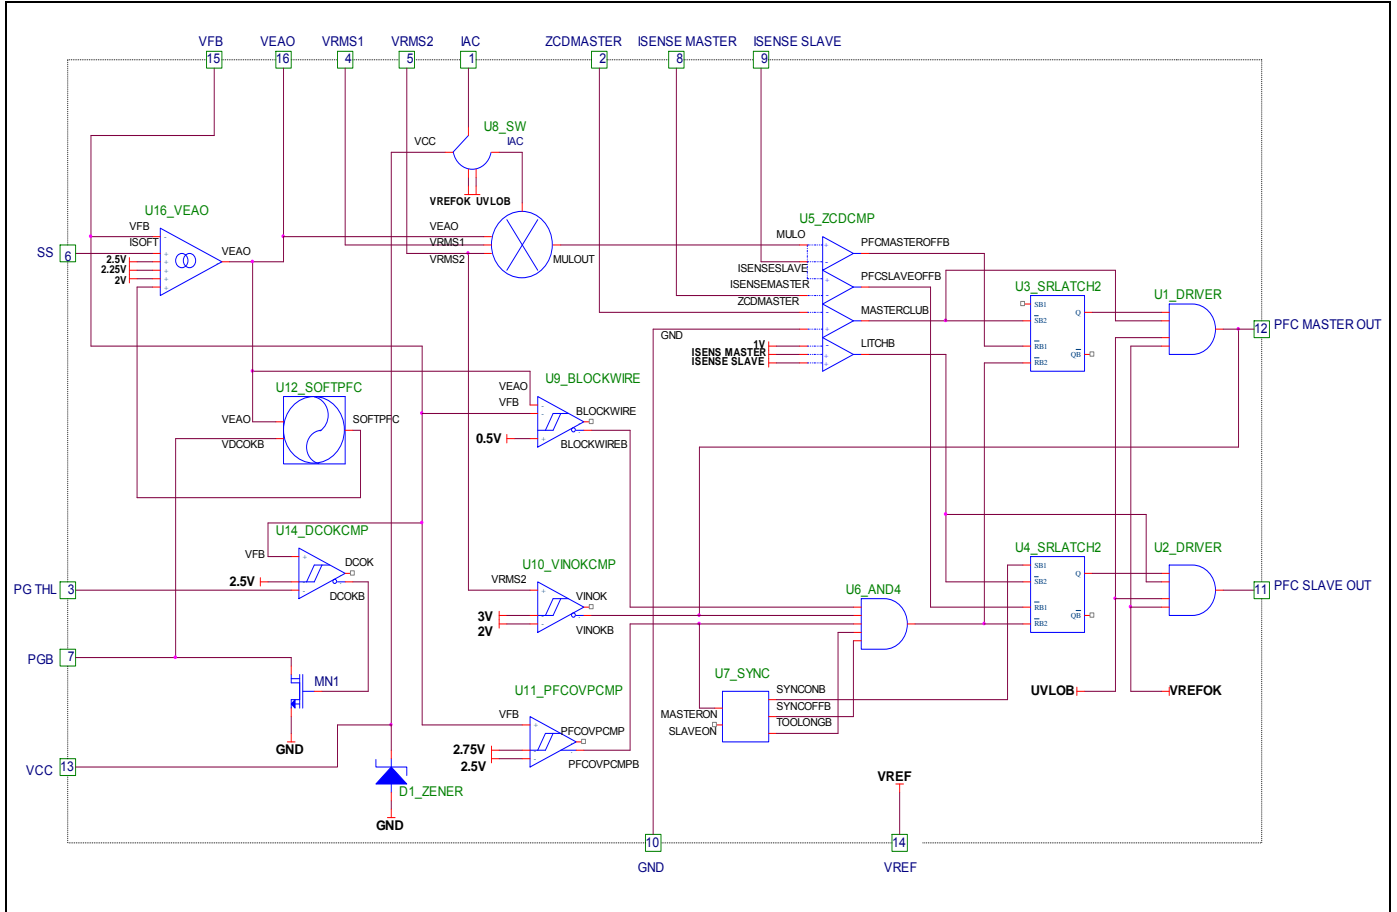 VFB VEAO VRMS1 VRMS2 IAC ZCDMASTER ISENSE MASTER ISENSE SLAVE
15 16 4 5 1 2 8 9
U8_SW
VCC IAC
VREFOK UVLOB
U16_VEAO
VFB
ISOFT
2.5V
2.25V
2V
VEAO
SS
6
VEAO
VRMS1
VRMS2
MULOUT
U5_ZCDCMP
MULO
ISENSESLAVE
ISENSEMASTER
ZCDMASTER
GND
1V
ISENS MASTER
ISENS SLAVE
PFCMASTEROFFB
PFCSLAVEOFFB
MASTERCLUB
LITCHB
U3_SRLATCH2
SB1
SB2
RB1
RB2
Q
QB
U1_DRIVER
12 PFC MASTER OUT
U12_SOFTPFC
VEAO
VDCOKB
SOFTPFC
U9_BLOCKWIRE
VEAO
VFB
0.5V
BLOCKWIRE
BLOCKWIREB
U14_DCOKCMP
VFB
2.5V
DCOK
DCOKB
PG THL 3
U10_VINOKCMP
VRMS2
3V
2V
VINOK
VINOKB
U6_AND4
U4_SRLATCH2
SB1
SB2
RB1
RB2
Q
QB
U2_DRIVER
11 PFC SLAVE OUT
PGB 7
MN1
GND
U11_PFCOVPCMP
VFB
2.75V
2.5V
PFCOVPCMP
PFCOVPCMPB
U7_SYNC
MASTERON
SLAVEON
SYNCONB
SYNCOFFB
TOOLONGB
UVLOB
VREFOK
VCC 13
D1_ZENER
GND
VREF
10 14
GND VREF